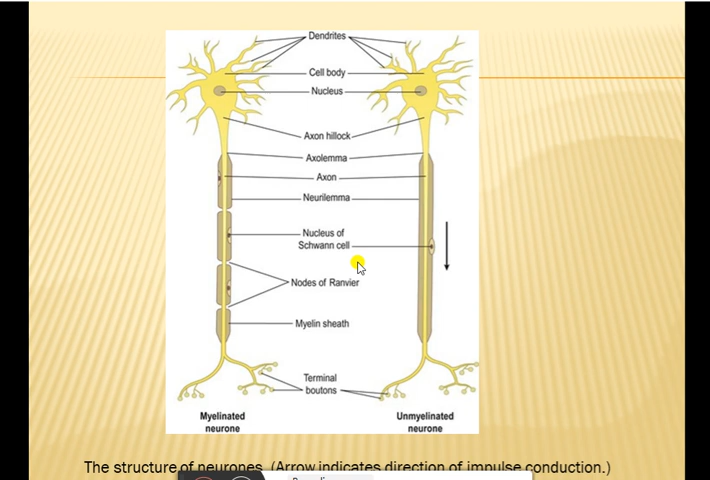 Dendrites
Cell body
Nucleus
Axon hillock
Axolemma
Axon
Neurilemma
Nucleus of
Schwann cell
Nodes of Ranvier
Myelin sheath
Terminal
boutons
Myelinated
neurone
Unmyelinated
neurone
The structure of neurones. (Arrow indicates direction of impulse conduction.)